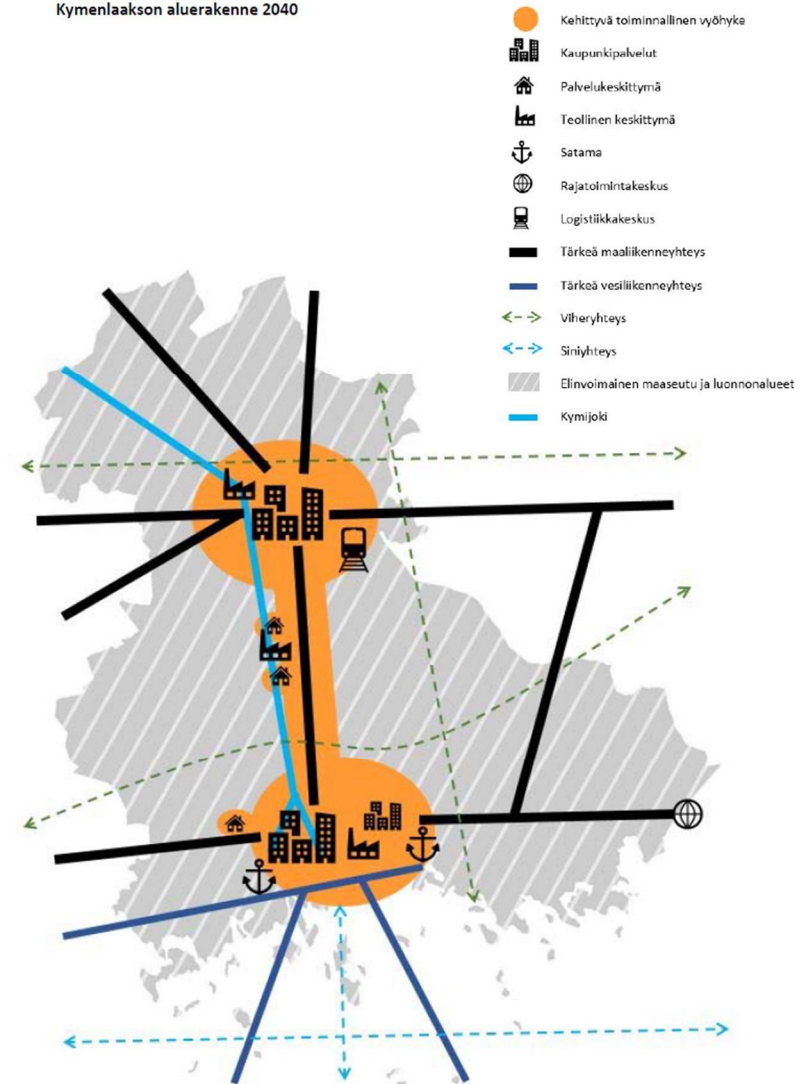 Kymenlaakson aluerakenne 2040
Kehittyvä toiminnallinen vyöhyke
Kaupunkipalvelut
Palvelukeskittymä
Teollinen keskittymä
Satama
Rajatoimintakeskus
Logistiikkakeskus
Tärkeä maaliikenneyhteys
Tärkeä vesiliikenneyhteys
Viheryhteys
Siniyhteys
Elinvoimainen maaseutu ja luonnonalueet
Kymijoki